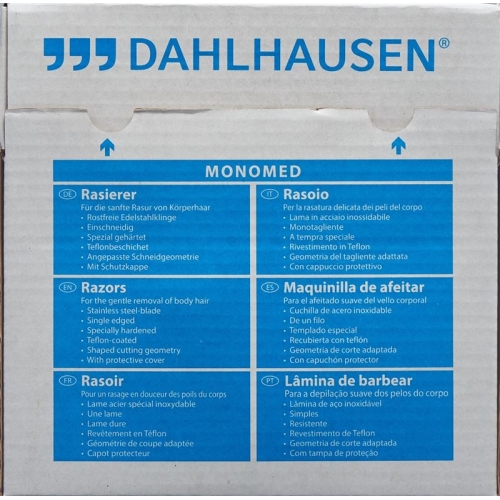 DAHLHAUSEN®
MONOMED
DE Rasierer
Für die sanfte Rasur von Körperhaar
• Rostfreie Edelstahlklinge
• Einschneidig
• Spezial gehärtet
• Teflonbeschichet
• Angepasste Schneidgeometrie
• Mit Schutzkappe
IT Rasoio
Per la rasatura delicata dei peli del corpo
• Lama in acciaio inossidabile
• Monotagliente
• A tempra speciale
• Rivestimento in Teflon
• Geometria del tagliente adattata
• Con cappuccio protettivo
EN Razors
For the gentle removal of body hair
• Stainless steel-blade
• Single edged
• Specially hardened
• Teflon-coated
• Shaped cutting geometry
• With protective cover
ES Maquinilla de afeitar
Para el afeitado suave del vello corporal
• Cuchilla de acero inoxidable
• De un filo
• Templado especial
• Recubierta con teflón
• Geometria de corte adaptada
• Con capuchón protector
FR Rasoir
Pour un rasage en douceur des poils du corps
• Lame acier spécial inoxydable
• Une lame
• Lame dure
• Revêtement en Téflon
• Géométrie de coupe adaptée
• Capot protecteur
PT Lâmina de barbear
Para a depilação suave dos pelos do corpo
• Lâmina de aço inoxidável
• Simples
• Resistente
• Revestimento de Teflon
• Geometria de corte adaptada
• Com tampa de proteção